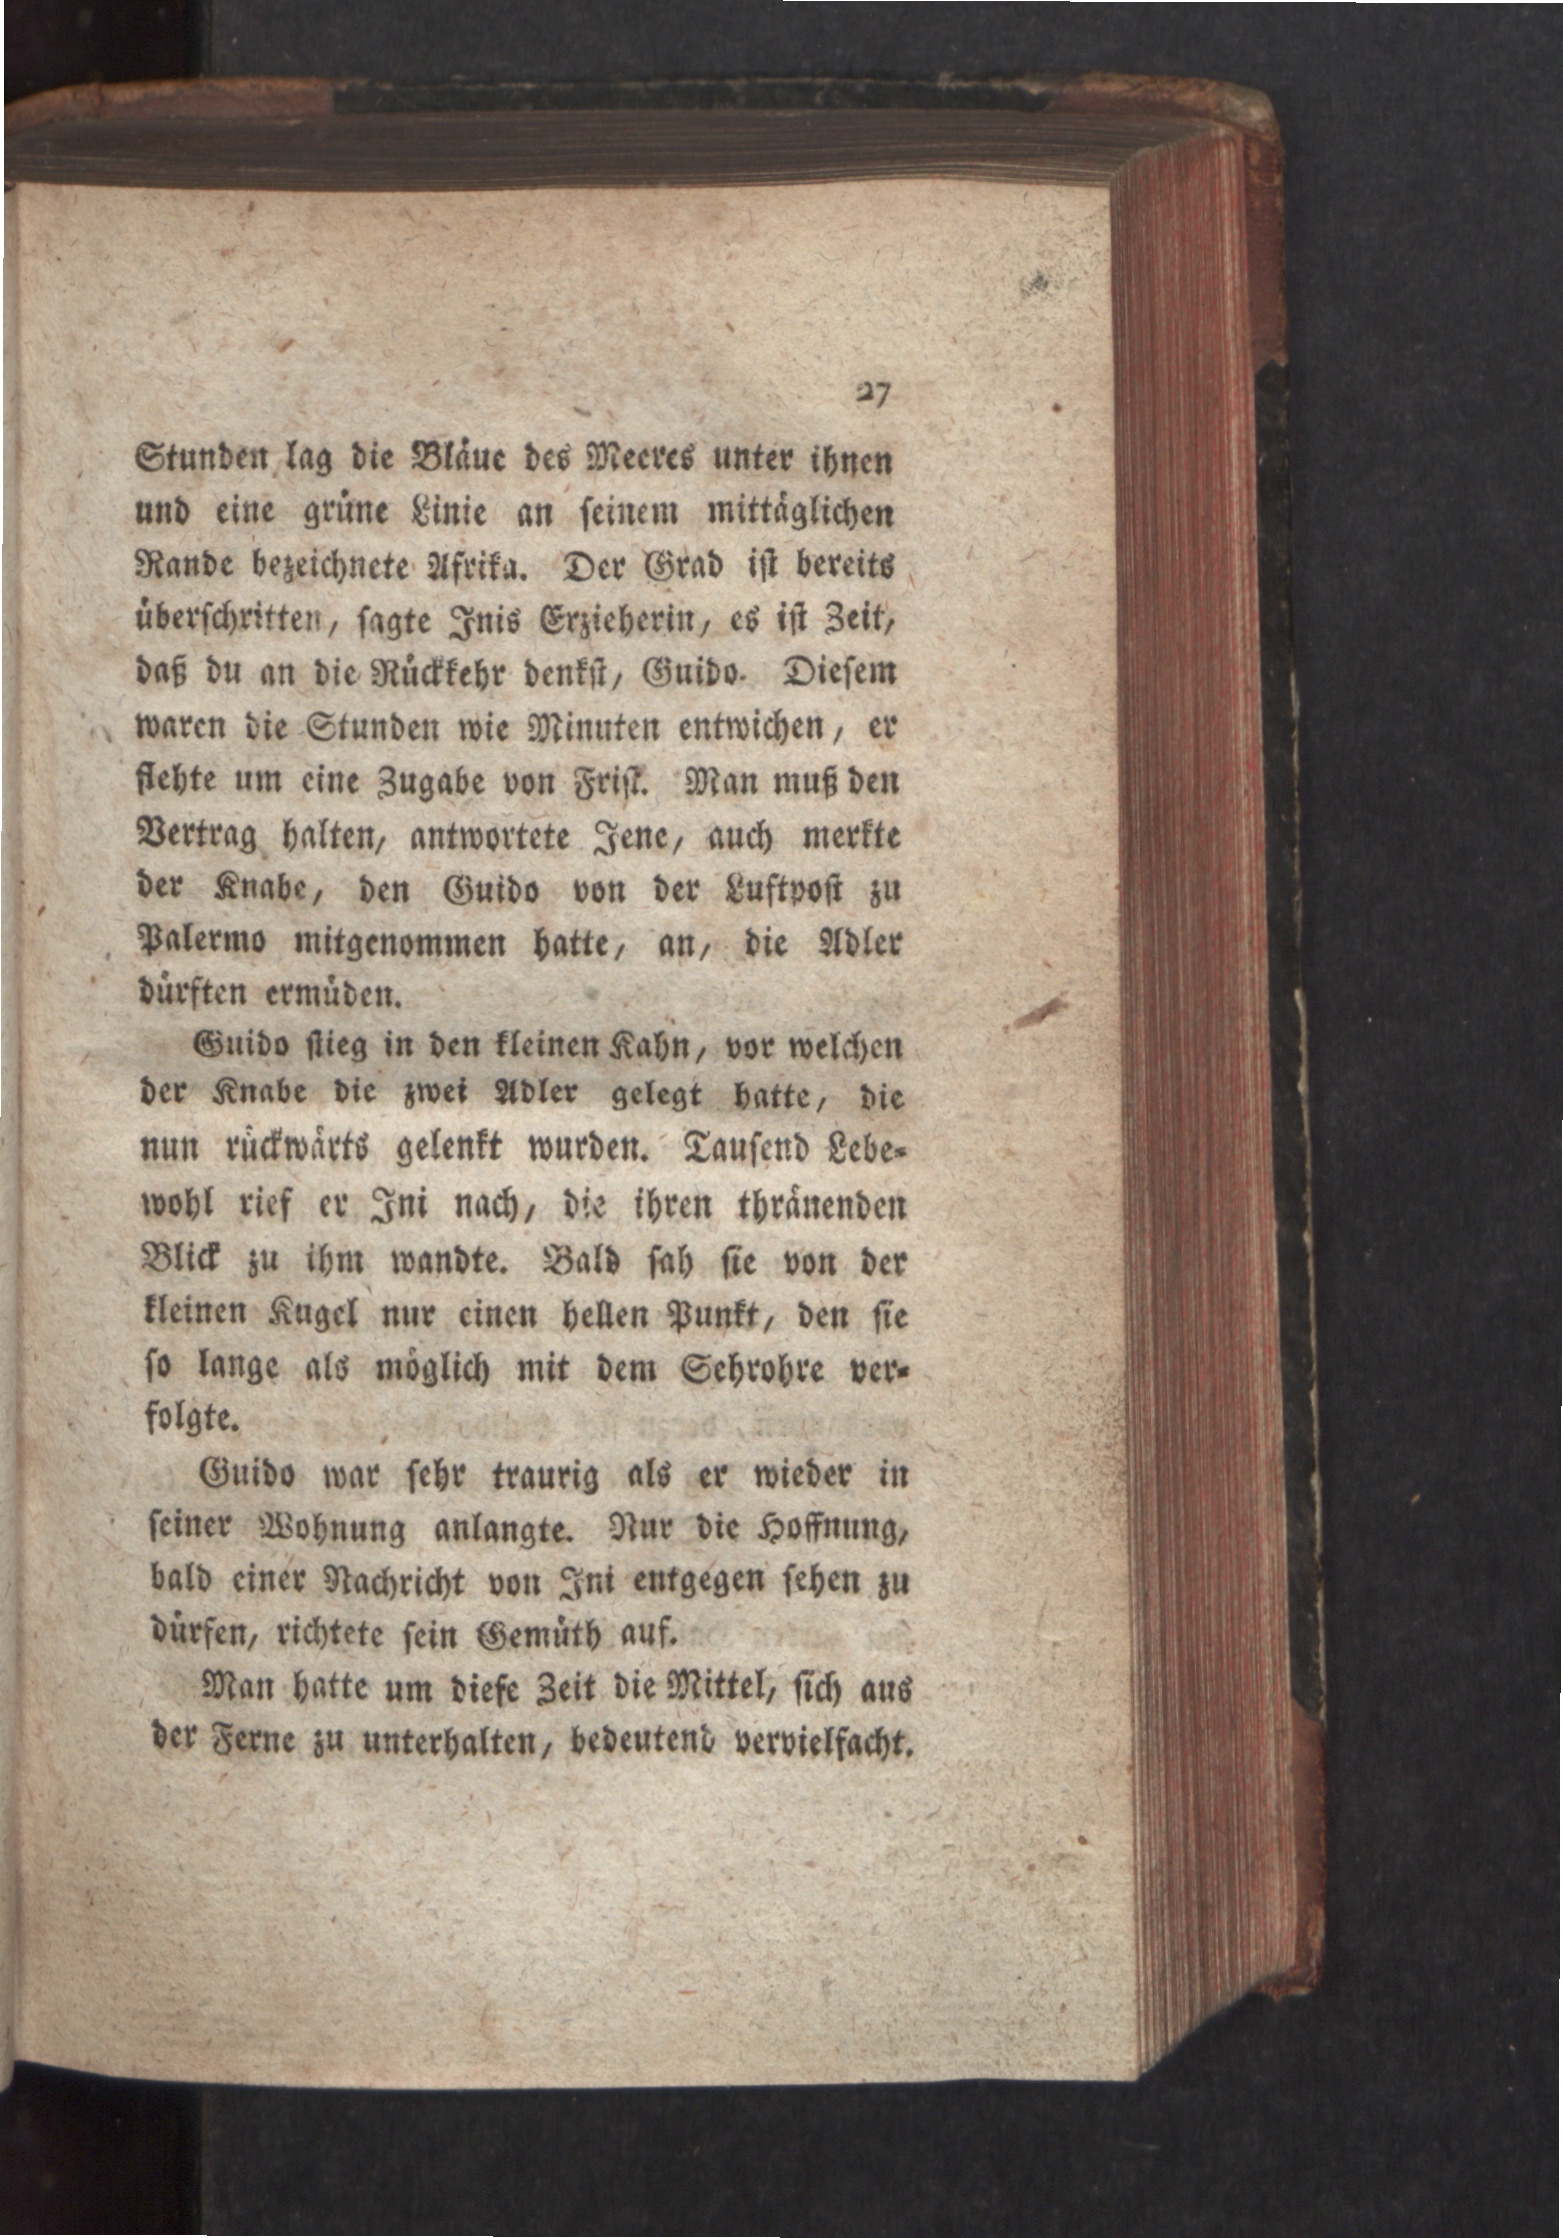 27
Stunden lag die Bläue des Meeres unter ihnen
und eine grüne Linie an seinem mittäglichen
Rande bezeichnete Afrika. Der Grad ist bereits
überschritten, sagte Inis Erzieherin, es ist Zeit,
daß du an die Rückkehr denkst, Guido. Diesem
waren die Stunden wie Minuten entwichen, er
flehte um eine Zugabe von Frist. Man muß den
Vertrag halten, antwortete Jene, auch merkte
der Knabe, den Guido von der Luftpost zu
Palermo mitgenommen hatte, an, die Adler
dürften ermüden.
Guido stieg in den kleinen Kahn, vor welchen
der Knabe die zwei Adler gelegt hatte, die
nun rückwärts gelenkt wurden. Tausend Lebe-
wohl rief er Ini nach, die ihren thränenden
Blick zu ihm wandte. Bald sah sie von der
kleinen Kugel nur einen hellen Punkt, den sie
so lange als möglich mit dem Sehrohre ver-
folgte.
Guido war sehr traurig als er wieder in
seiner Wohnung anlangte. Nur die Hoffnung,
bald einer Nachricht von Ini entgegen sehen zu
dürfen, richtete sein Gemüth auf.
Man hatte um diese Zeit die Mittel, sich aus
der Ferne zu unterhalten, bedeutend vervielfacht.